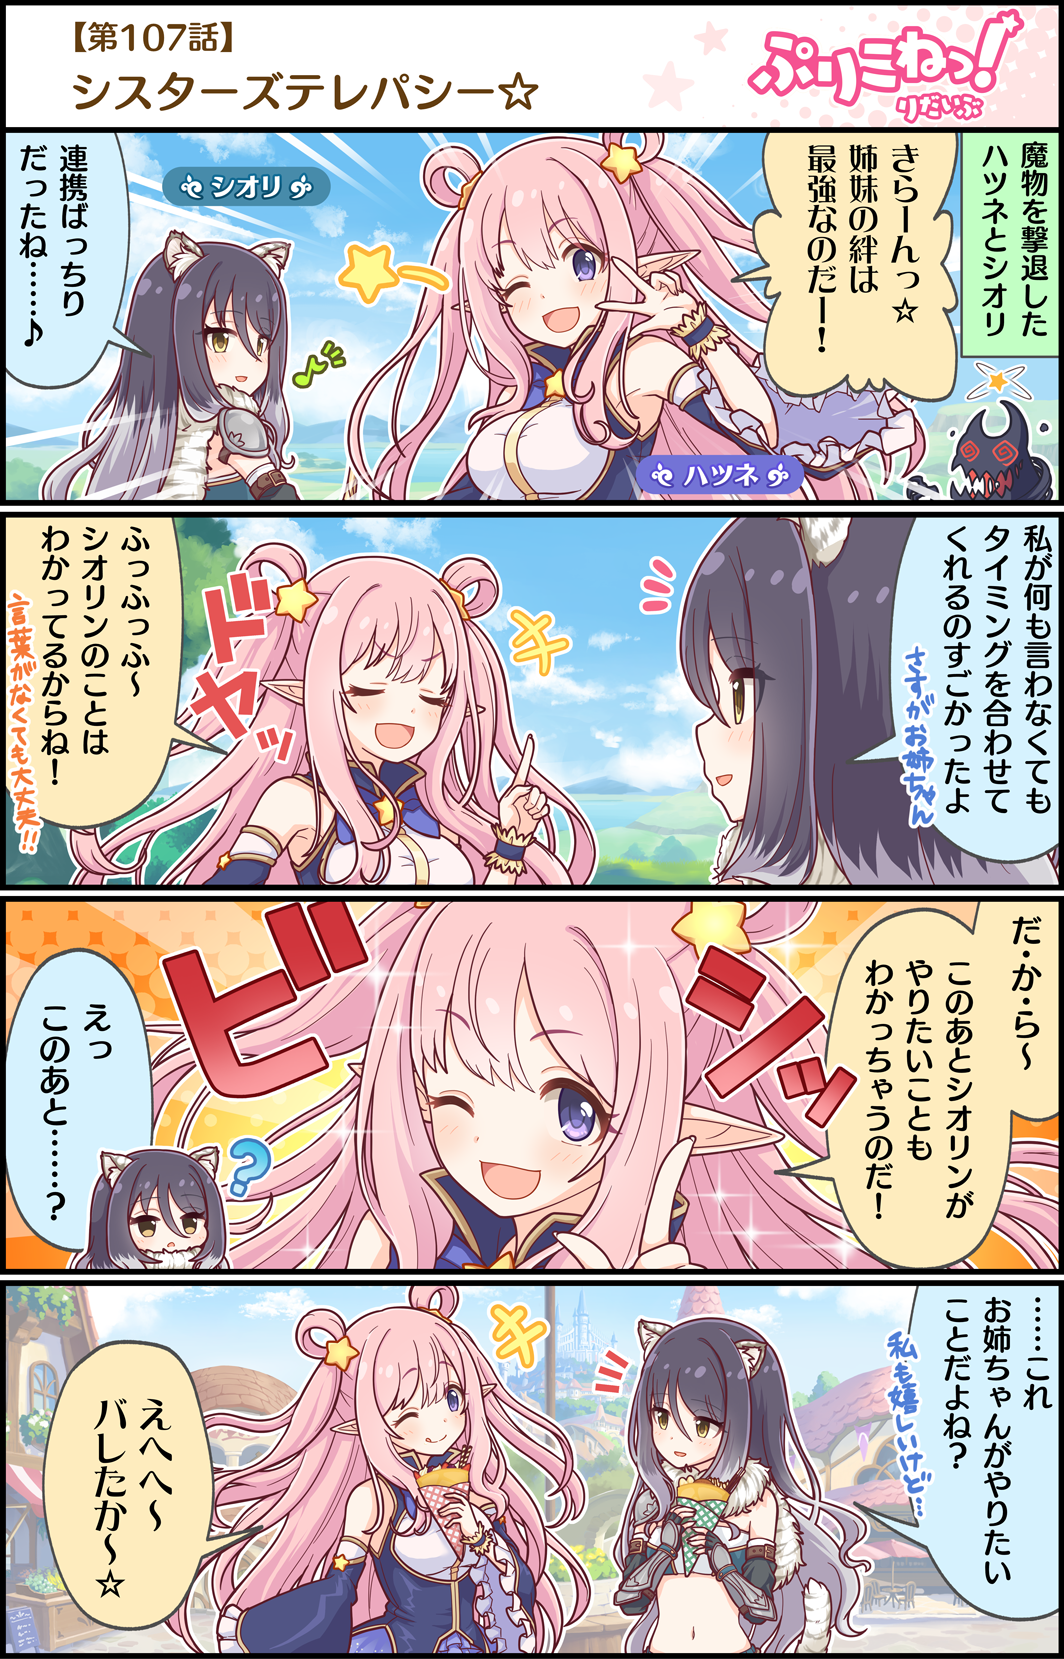 【第107話】
シスターズテレパシー☆
ぷりこねっ!
りだいぶ
魔物を撃退した
ハツネとシオリ
きらーんっ☆
姉妹の絆は
最強なのだー!
ハツネ
シオリ
連携ばっちり
だったね……♪
私が何も言わなくても
タイミングを合わせて
くれるのすごかったよ
さすがお姉ちゃん
ドヤッ
ふっふっふ～
シオリンのことは
わかってるからね!
言葉がなくても大丈夫!!
だ・か・ら～
このあとシオリンが
やりたいことも
わかっちゃうのだ!
ビシッ
えっ
このあと……?
?
……これ
お姉ちゃんがやりたい
ことだよね?
私も嬉しいけど…
えへへ～
バレたか～☆